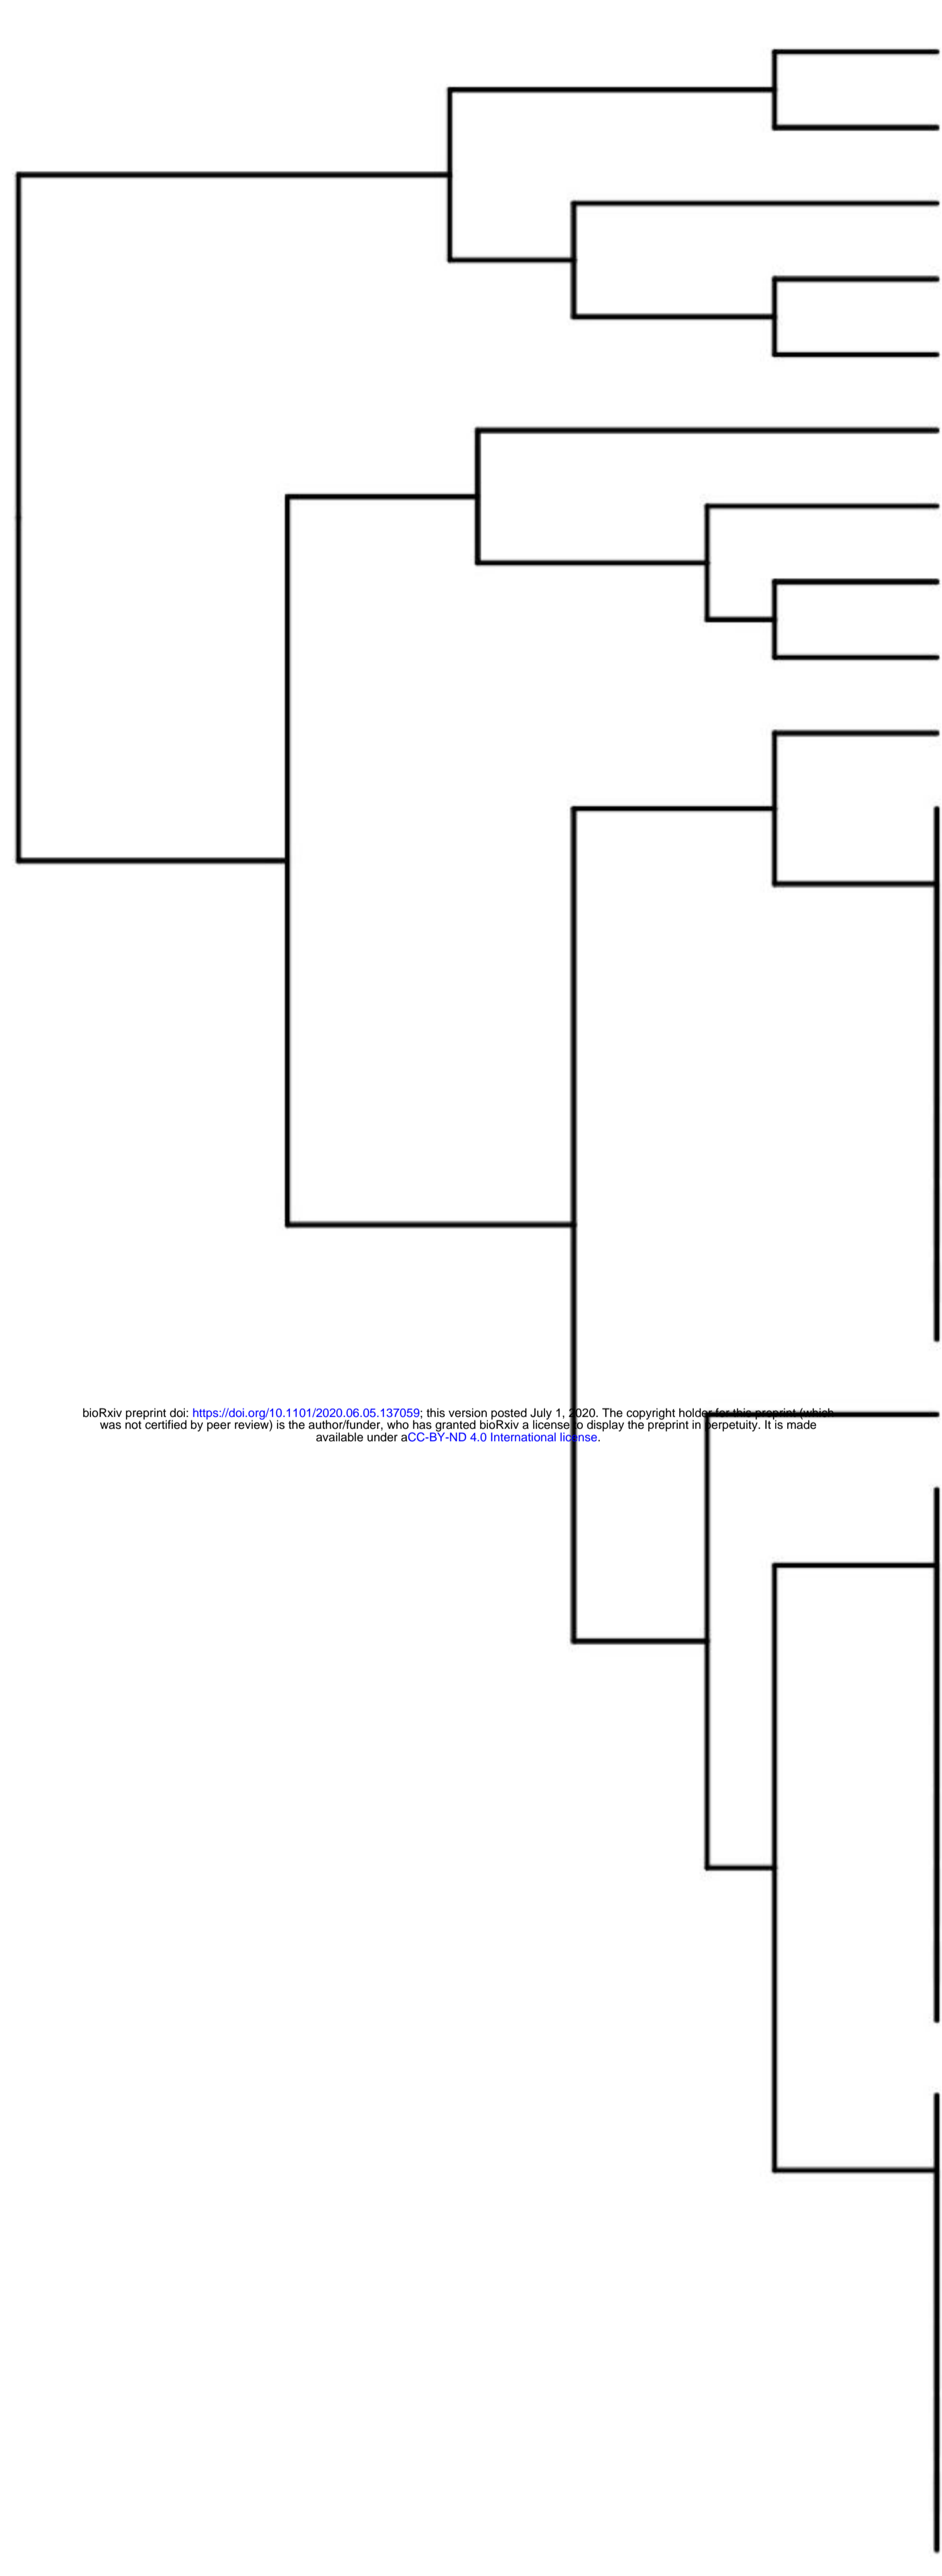 bioRxiv preprint doi: https://doi.org/10.1101/2020.06.05.137059; this version posted July 1, 2020. The copyright holder for this preprint (which
was not certified by peer review) is the author/funder, who has granted bioRxiv a license to display the preprint in perpetuity. It is made
available under aCC-BY-ND 4.0 International license.